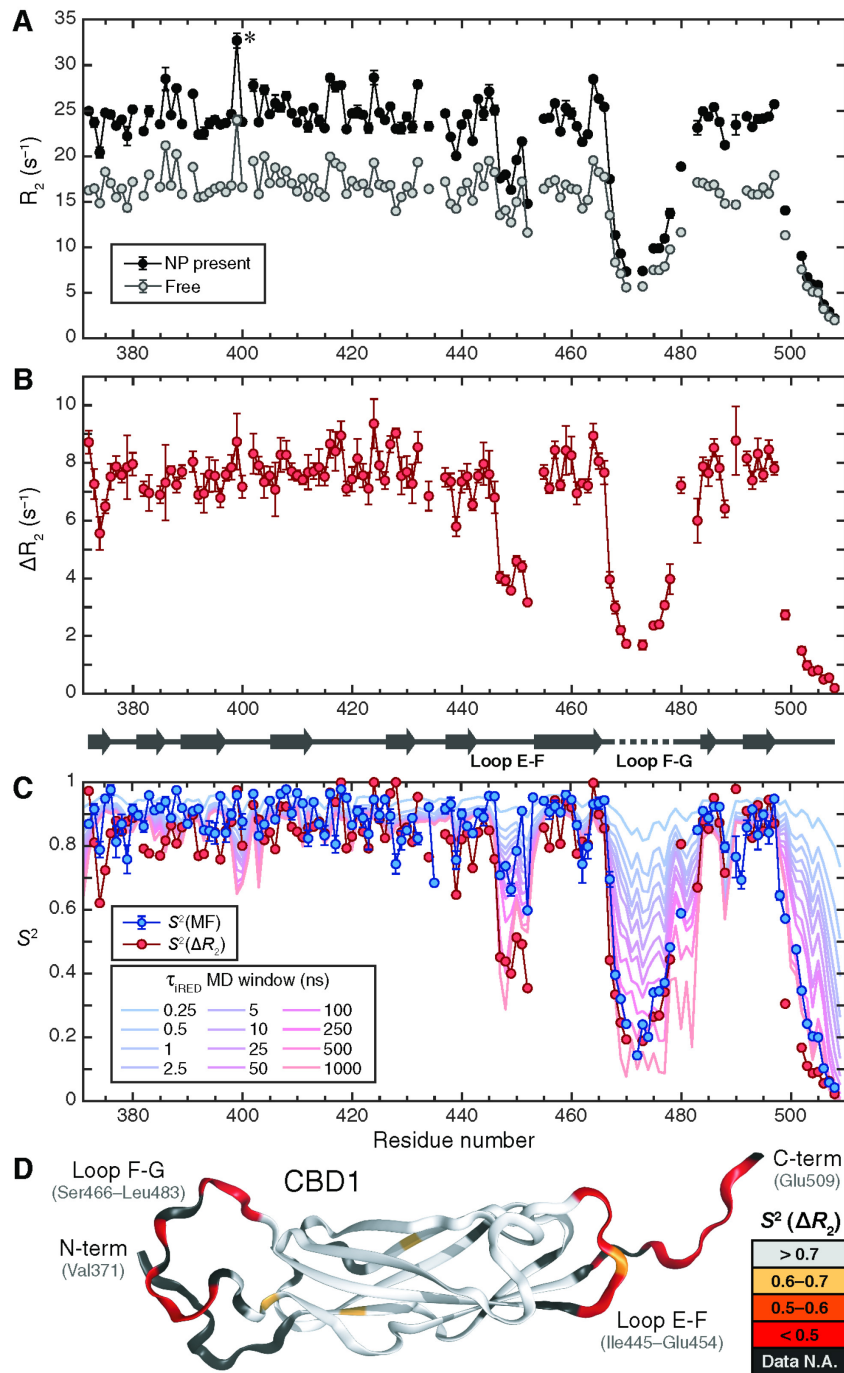 A
35
30
25
20
15
10
5
0
R₂ (s⁻¹)
*
NP present
Free
380 400 420 440 460 480 500
B
10
8
6
4
2
0
ΔR₂ (s⁻¹)
380 400 420 440 460 480 500
Loop E-F Loop F-G
C
1
0.8
0.6
0.4
0.2
0
S²
S²(MF)
S²(ΔR₂)
τiRED MD window (ns)
0.25 5 100
0.5 10 250
1 25 500
2.5 50 1000
380 400 420 440 460 480 500
Residue number
D
Loop F-G
(Ser466–Leu483)
CBD1
N-term
(Val371)
C-term
(Glu509)
Loop E-F
(Ile445–Glu454)
S² (ΔR₂)
> 0.7
0.6–0.7
0.5–0.6
< 0.5
Data N.A.